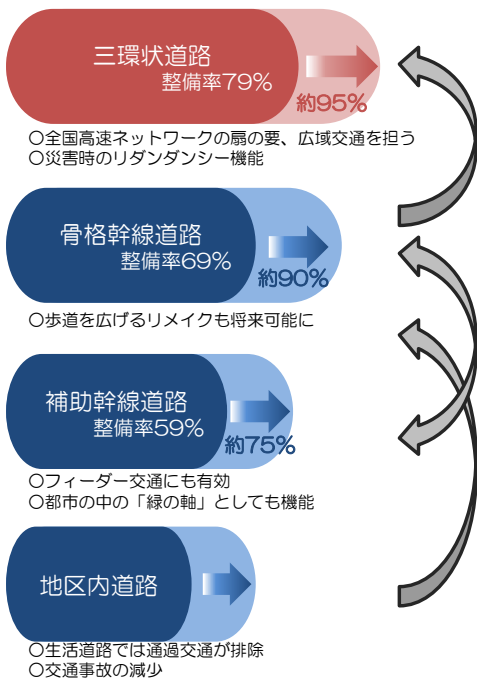 三環状道路
整備率79%
約95%
〇全国高速ネットワークの扇の要、広域交通を担う
〇災害時のリダンダンシー機能
骨格幹線道路
整備率69%
約90%
〇歩道を広げるリメイクも将来可能に
補助幹線道路
整備率59%
約75%
〇フィーダー交通にも有効
〇都市の中の「緑の軸」としても機能
地区内道路
〇生活道路では通過交通が排除
〇交通事故の減少